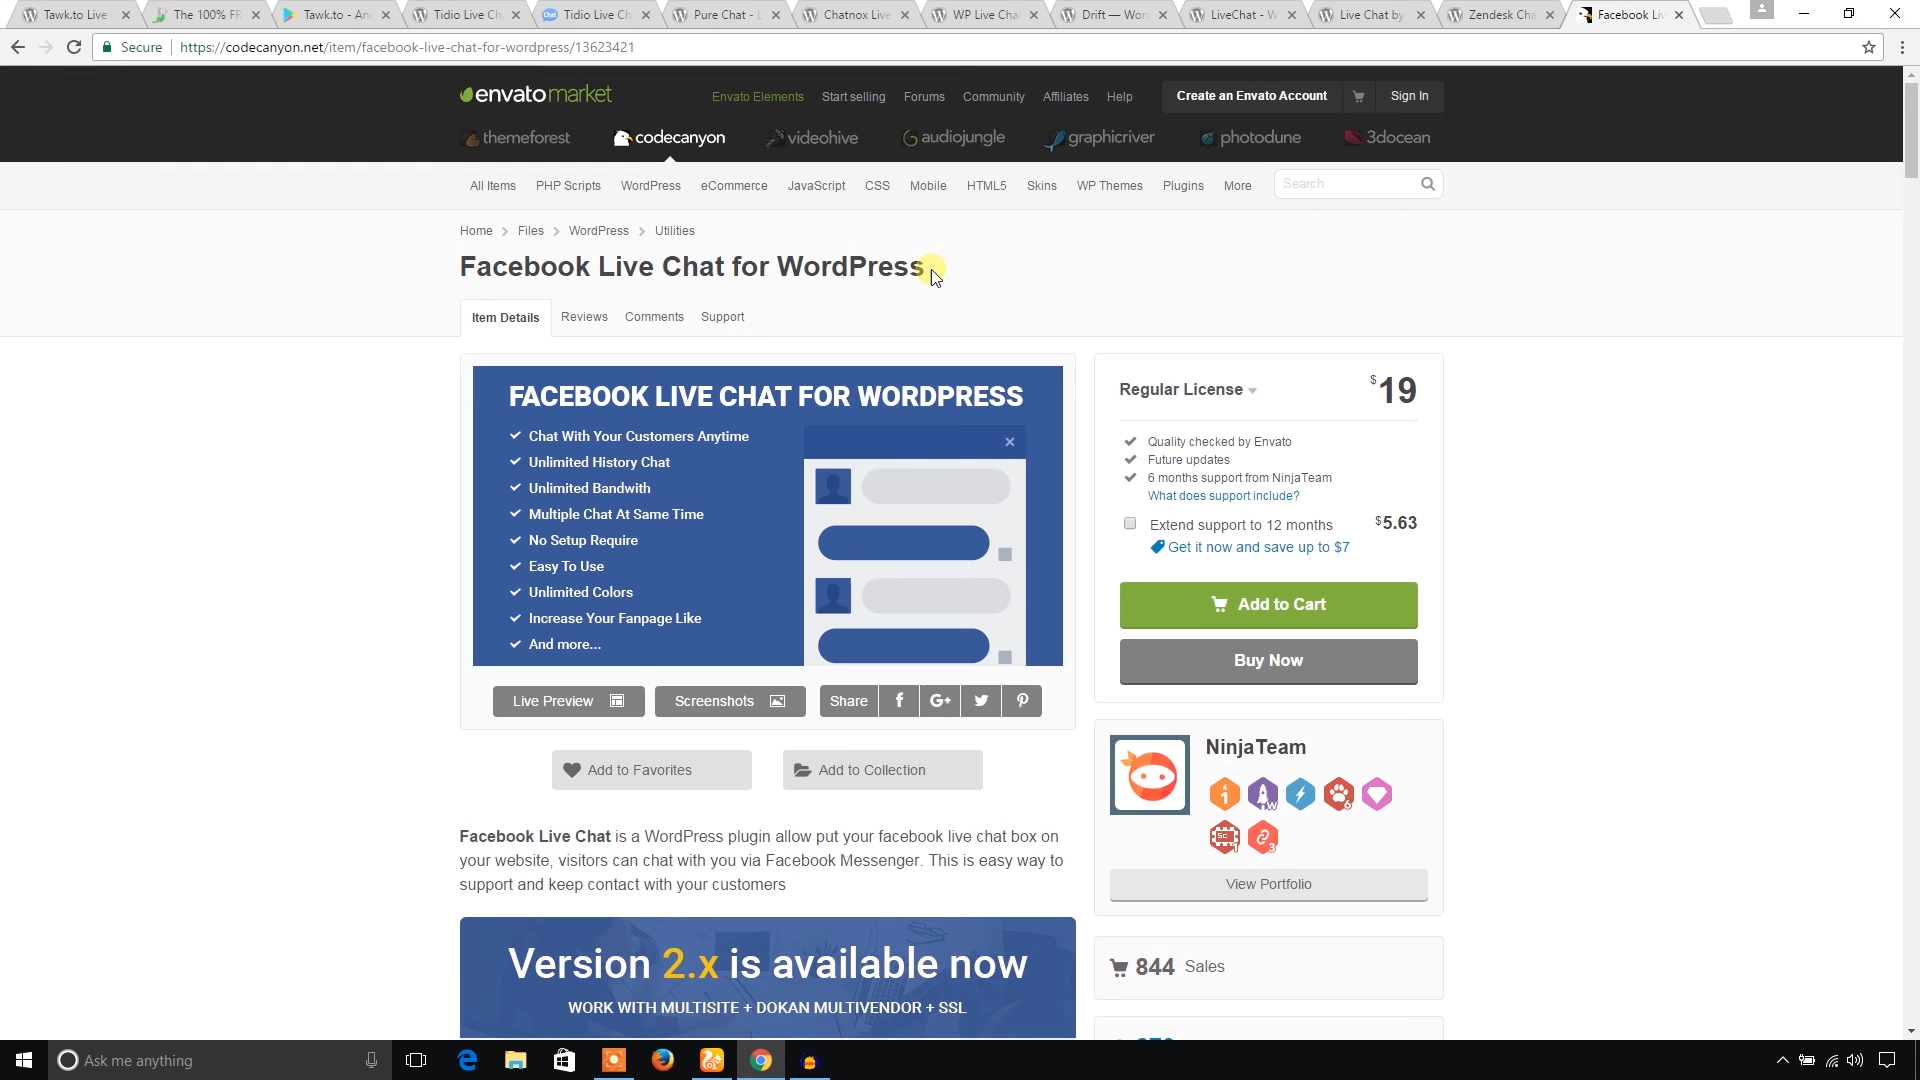 Tawk.to Live
The 100% FR
Tawk.to - An
Tidio Live Ch
Tidio Live Ch
Pure Chat - L
Chatnox Live
WP Live Chat
Drift — Wor
LiveChat - W
Live Chat by
Zendesk Cha
Facebook Liv
Secure
https://codecanyon.net/item/facebook-live-chat-for-wordpress/13623421
envatomarket
Envato Elements
Start selling
Forums
Community
Affiliates
Help
Create an Envato Account
Sign In
themeforest
codecanyon
videohive
audiojungle
graphicriver
photodune
3docean
All Items
PHP Scripts
WordPress
eCommerce
JavaScript
CSS
Mobile
HTML5
Skins
WP Themes
Plugins
More
Search
Home > Files > WordPress > Utilities
Facebook Live Chat for WordPress
Item Details
Reviews
Comments
Support
FACEBOOK LIVE CHAT FOR WORDPRESS
Chat With Your Customers Anytime
Unlimited History Chat
Unlimited Bandwith
Multiple Chat At Same Time
No Setup Require
Easy To Use
Unlimited Colors
Increase Your Fanpage Like
And more...
Live Preview
Screenshots
Share
Add to Favorites
Add to Collection
Facebook Live Chat is a WordPress plugin allow put your facebook live chat box on
your website, visitors can chat with you via Facebook Messenger. This is easy way to
support and keep contact with your customers
Version 2.x is available now
WORK WITH MULTISITE + DOKAN MULTIVENDOR + SSL
Regular License
$19
Quality checked by Envato
Future updates
6 months support from NinjaTeam
What does support include?
Extend support to 12 months
$5.63
Get it now and save up to $7
Add to Cart
Buy Now
NinjaTeam
View Portfolio
844 Sales
Ask me anything